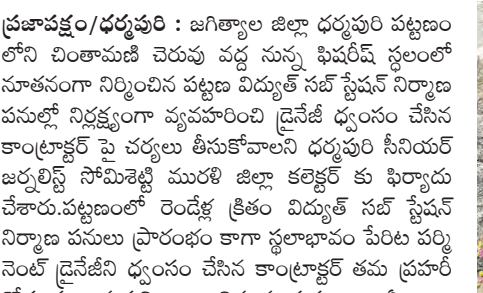 ప్రజాపక్షం/ధర్మపురి : జగిత్యాల జిల్లా ధర్మపురి పట్టణం
లోని చింతామణి చెరువు వద్ద నున్న ఫిషరీష్ స్థలంలో
నూతనంగా నిర్మించిన పట్టణ విద్యుత్ సబ్ స్టేషన్ నిర్మాణ
పనుల్లో నిర్లక్ష్యంగా వ్యవహరించి డ్రైనేజీ ధ్వంసం చేసిన
కాంట్రాక్టర్ పై చర్యలు తీసుకోవాలని ధర్మపురి సీనియర్
జర్నలిస్ట్ సోమిశెట్టి మురళి జిల్లా కలెక్టర్ కు ఫిర్యాదు
చేశారు.పట్టణంలో రెండేళ్ల క్రితం విద్యుత్ సబ్ స్టేషన్
నిర్మాణ పనులు ప్రారంభం కాగా స్థలాభావం పేరిట పర్మి
నెంట్ డ్రైనేజీని ధ్వంసం చేసిన కాంట్రాక్టర్ తమ ప్రహరీ